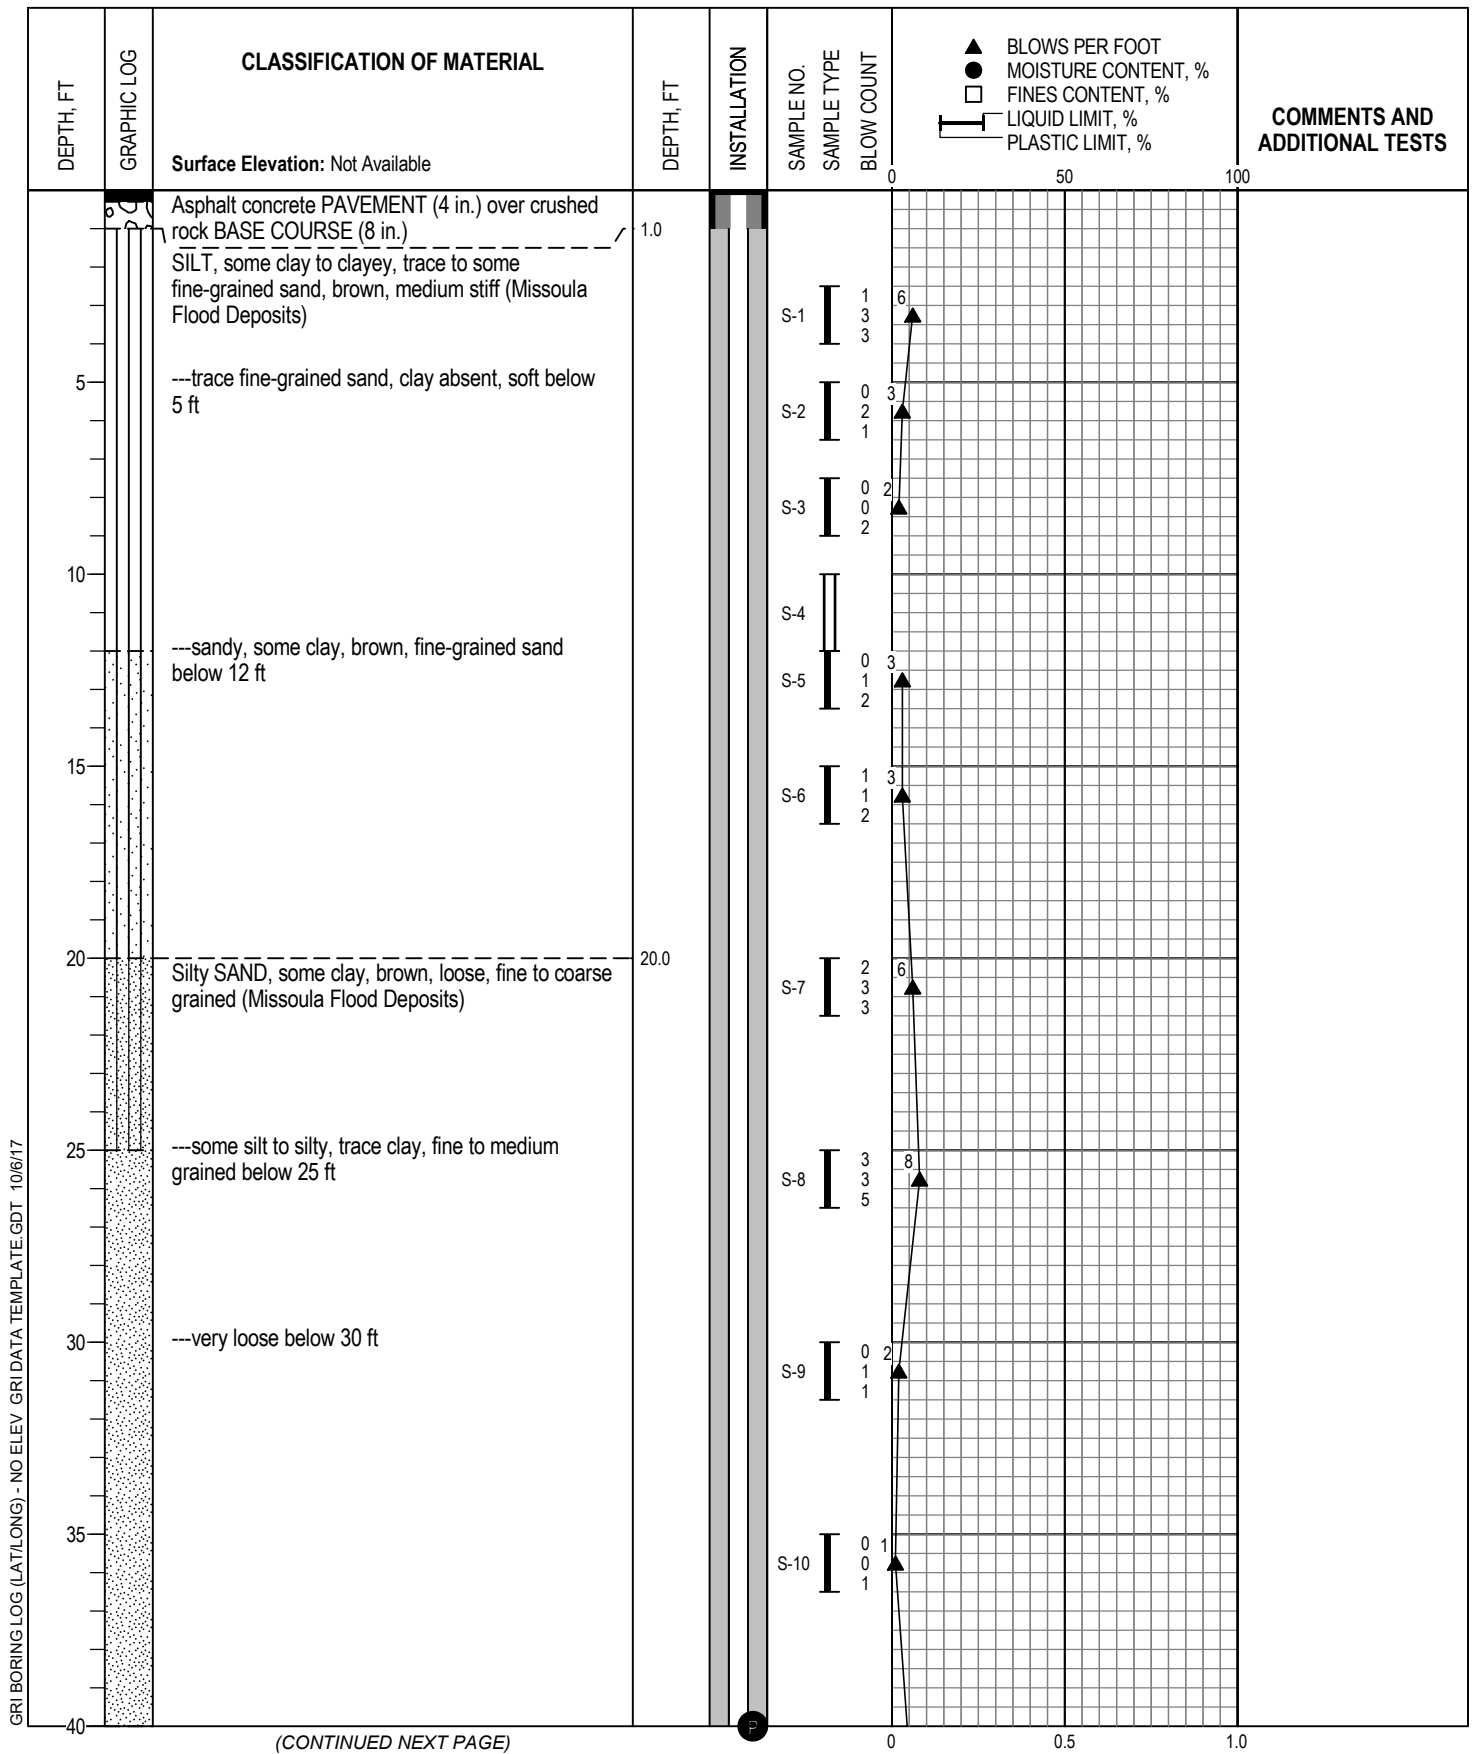 DEPTH, FT
GRAPHIC LOG
CLASSIFICATION OF MATERIAL
Surface Elevation: Not Available
DEPTH, FT
INSTALLATION
SAMPLE NO.
SAMPLE TYPE
BLOW COUNT
BLOWS PER FOOT
MOISTURE CONTENT, %
FINES CONTENT, %
LIQUID LIMIT, %
PLASTIC LIMIT, %
0 50 100
COMMENTS AND
ADDITIONAL TESTS
Asphalt concrete PAVEMENT (4 in.) over crushed
rock BASE COURSE (8 in.)
1.0
SILT, some clay to clayey, trace to some
fine-grained sand, brown, medium stiff (Missoula
Flood Deposits)
S-1
1
3
3
6
5
---trace fine-grained sand, clay absent, soft below
5 ft
S-2
0
2
1
3
S-3
0
0
2
2
10
S-4
---sandy, some clay, brown, fine-grained sand
below 12 ft
S-5
0
1
2
3
15
S-6
1
1
2
3
20
20.0
Silty SAND, some clay, brown, loose, fine to coarse
grained (Missoula Flood Deposits)
S-7
2
3
3
6
25
---some silt to silty, trace clay, fine to medium
grained below 25 ft
S-8
3
3
5
8
30
---very loose below 30 ft
S-9
0
1
1
2
35
S-10
0
0
1
1
40
P
0 0.5 1.0
(CONTINUED NEXT PAGE)
GRI BORING LOG (LAT/LONG) - NO ELEV GRI DATA TEMPLATE.GDT 10/6/17